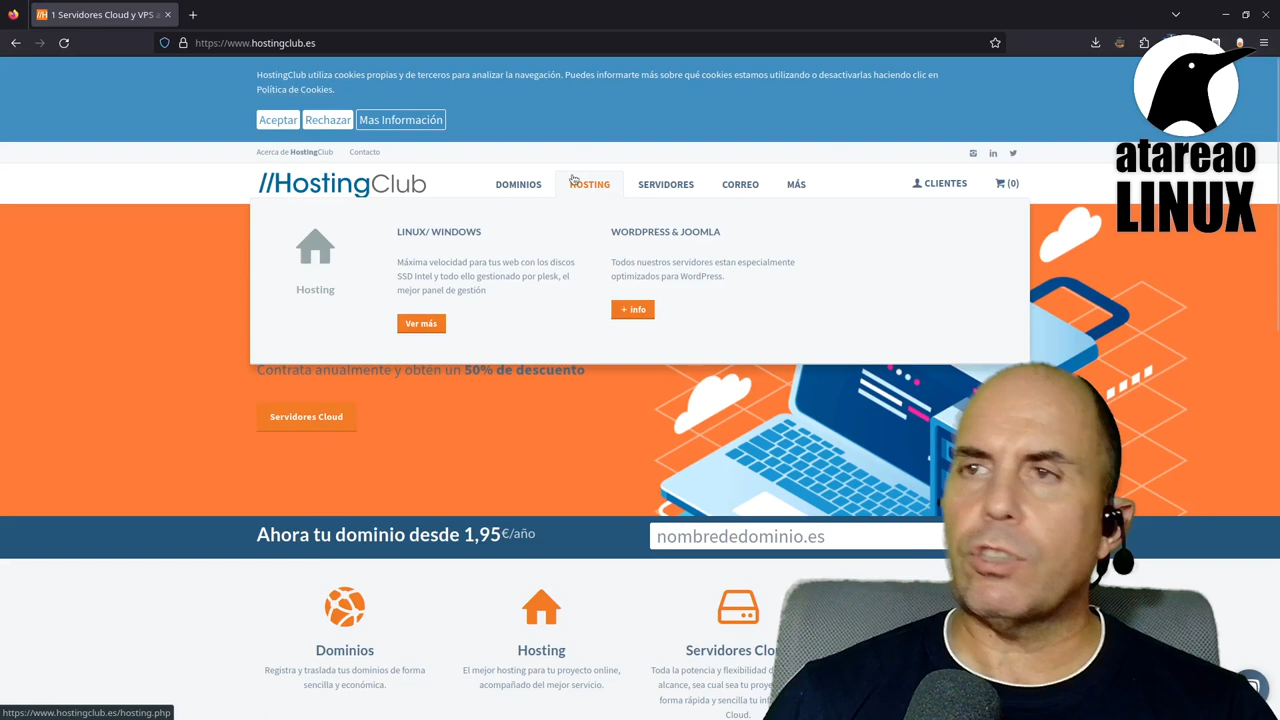 1 Servidores Cloud y VPS a
https://www.hostingclub.es
HostingClub utiliza cookies propias y de terceros para analizar la navegación. Puedes informarte más sobre qué cookies estamos utilizando o desactivarlas haciendo clic en
Política de Cookies.
Aceptar Rechazar Mas Información
Acerca de HostingClub Contacto
//HostingClub DOMINIOS HOSTING SERVIDORES CORREO MÁS CLIENTES (0)
atareao
LINUX
LINUX/ WINDOWS
Máxima velocidad para tus web con los discos
SSD Intel y todo ello gestionado por plesk, el
mejor panel de gestión
Ver más
WORDPRESS & JOOMLA
Todos nuestros servidores estan especialmente
optimizados para WordPress.
+ info
Hosting
Contrata anualmente y obtén un 50% de descuento
Servidores Cloud
Ahora tu dominio desde 1,95€/año nombrededominio.es
Dominios
Registra y traslada tus dominios de forma
sencilla y económica.
Hosting
El mejor hosting para tu proyecto online,
acompañado del mejor servicio.
Servidores Clou
Toda la potencia y flexibilidad d
alcance, sea cual sea tu proye
forma rápida y sencilla tu in
Cloud.
https://www.hostingclub.es/hosting.php